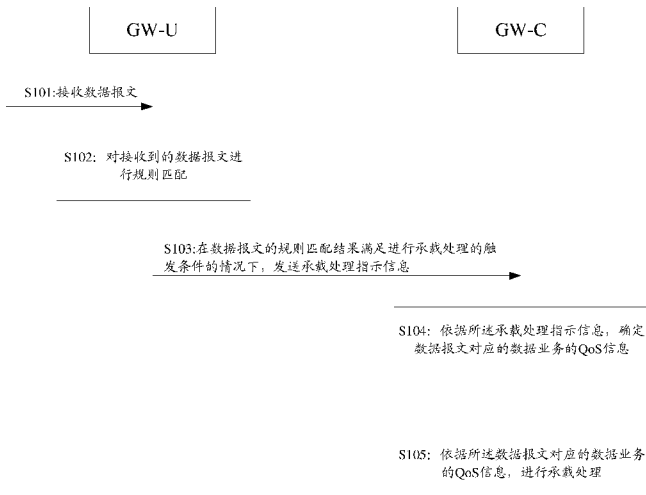 GW-U
GW-C
S101:接收数据报文
S102：对接收到的数据报文进
行规则匹配
S103:在数据报文的规则匹配结果满足进行承载处理的触
发条件的情况下，发送承载处理指示信息
S104：依据所述承载处理指示信息，确定
数据报文对应的数据业务的QoS信息
S105：依据所述数据报文对应的数据业务
的QoS信息，进行承载处理